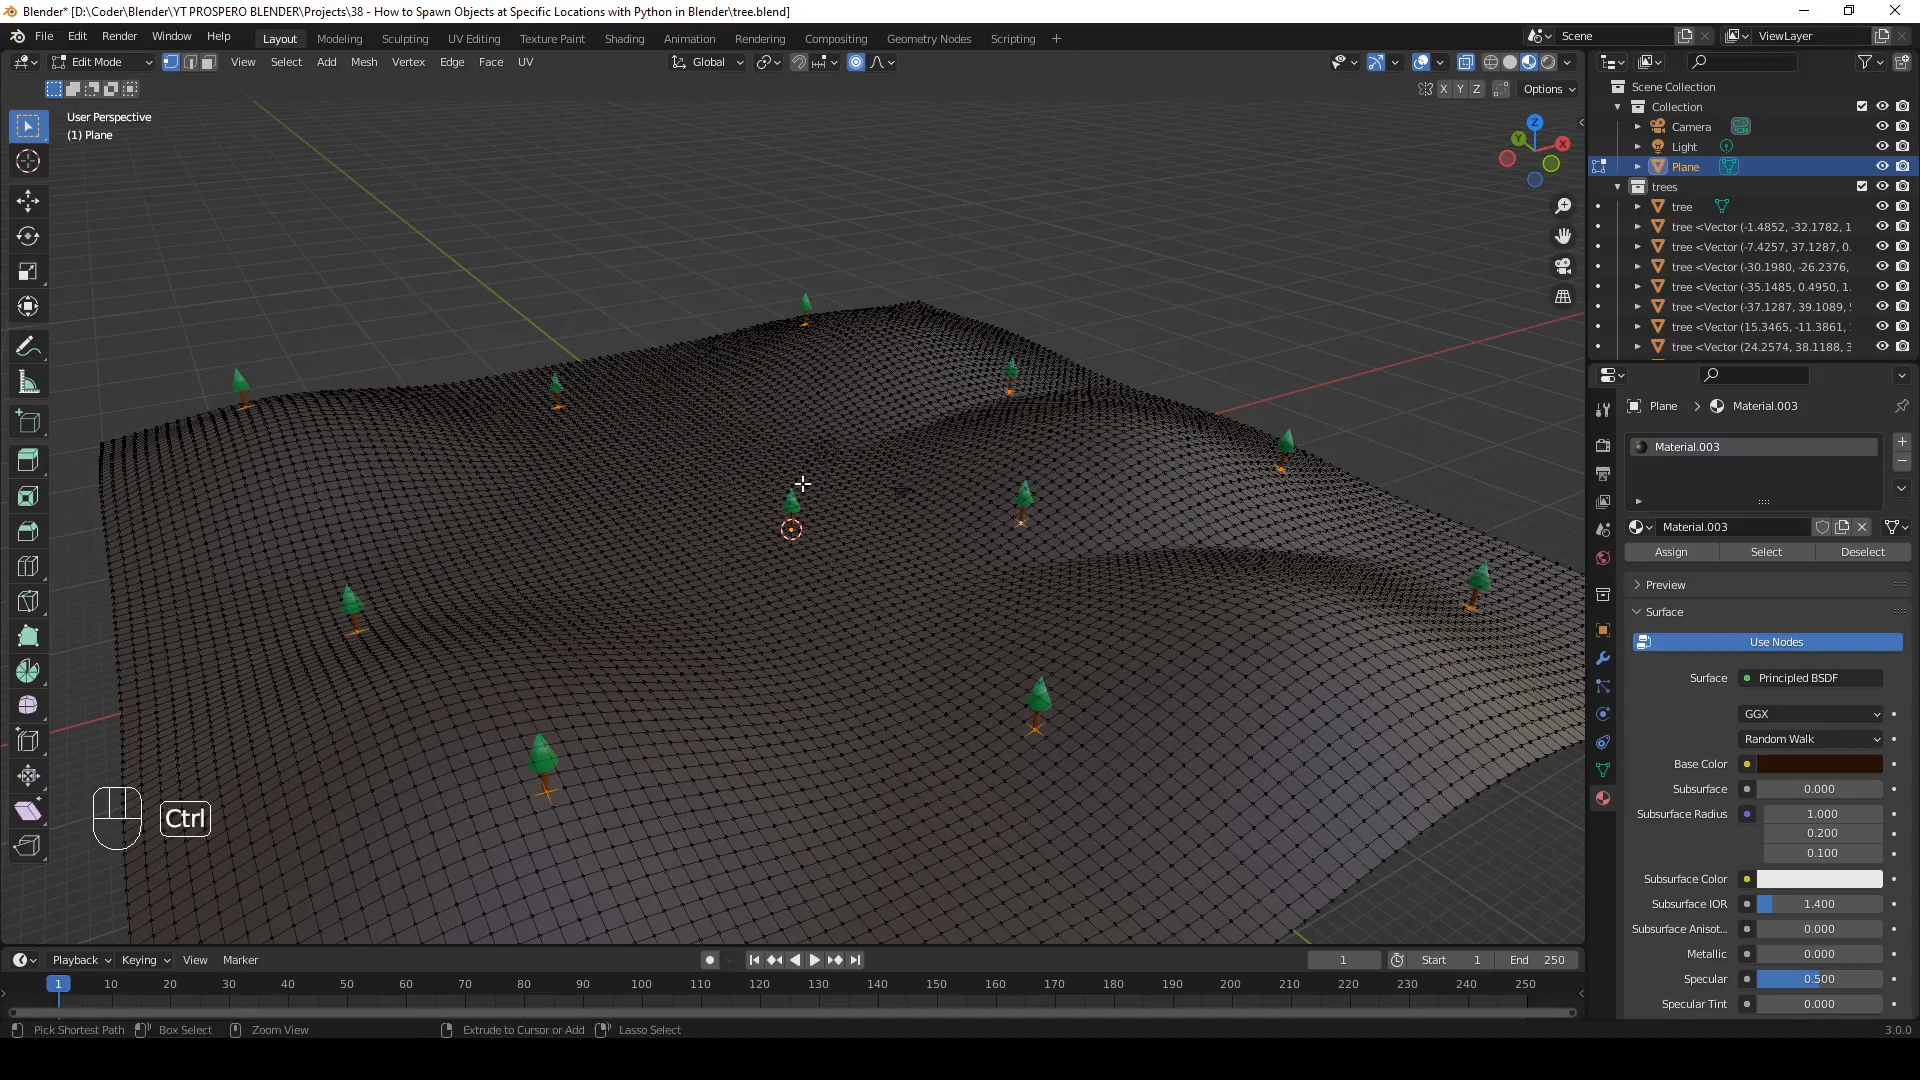 Blender* [D:\Coder\Blender\YT PROSPERO BLENDER\Projects\38 - How to Spawn Objects at Specific Locations with Python in Blender\tree.blend]
File Edit Render Window Help Layout Modeling Sculpting UV Editing Texture Paint Shading Animation Rendering Compositing Geometry Nodes Scripting + Scene ViewLayer
Edit Mode View Select Add Mesh Vertex Edge Face UV Global
X Y Z Options
User Perspective
(1) Plane
Z
Y
X
Scene Collection
Collection
Camera
Light
Plane
trees
tree
tree <Vector (-1.4852, -32.1782, 1
tree <Vector (-7.4257, 37.1287, 0.
tree <Vector (-30.1980, -26.2376,
tree <Vector (-35.1485, 0.4950, 1.
tree <Vector (-37.1287, 39.1089, 5
tree <Vector (15.3465, -11.3861,
tree <Vector (24.2574, 38.1188, 3
Plane > Material.003
Material.003
Material.003
Assign Select Deselect
Preview
Surface
Use Nodes
Surface Principled BSDF
GGX
Random Walk
Base Color
Subsurface 0.000
Subsurface Radius 1.000
0.200
0.100
Subsurface Color
Subsurface IOR 1.400
Subsurface Anisot... 0.000
Metallic 0.000
Specular 0.500
Specular Tint 0.000
Ctrl
Playback Keying View Marker 1 Start 1 End 250
1 10 20 30 40 50 60 70 80 90 100 110 120 130 140 150 160 170 180 190 200 210 220 230 240 250
Pick Shortest Path Box Select Zoom View Extrude to Cursor or Add Lasso Select 3.0.0